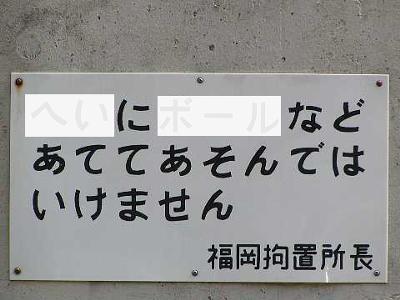 へいにボールなど
あててあそんでは
いけません
福岡拘置所長